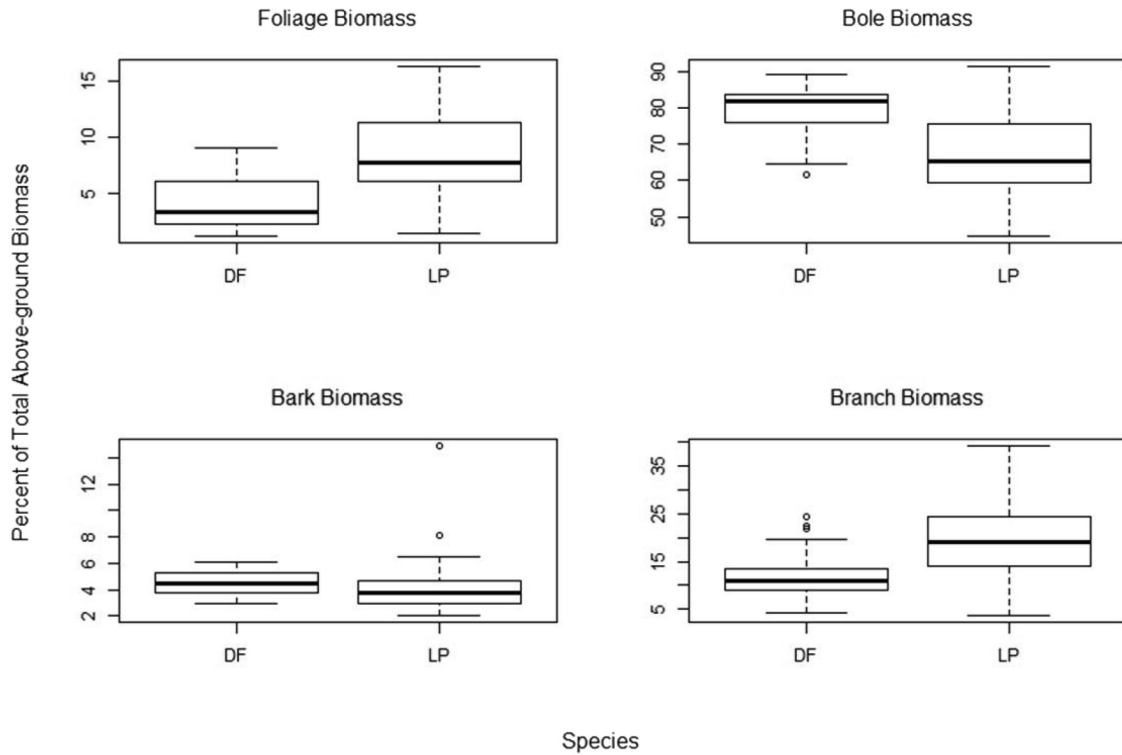 Foliage Biomass
Bole Biomass
15
10
5
DF
LP
90
80
70
60
50
DF
LP
Percent of Total Above-ground Biomass
Bark Biomass
Branch Biomass
12
8
6
4
2
DF
LP
35
25
15
5
DF
LP
Species